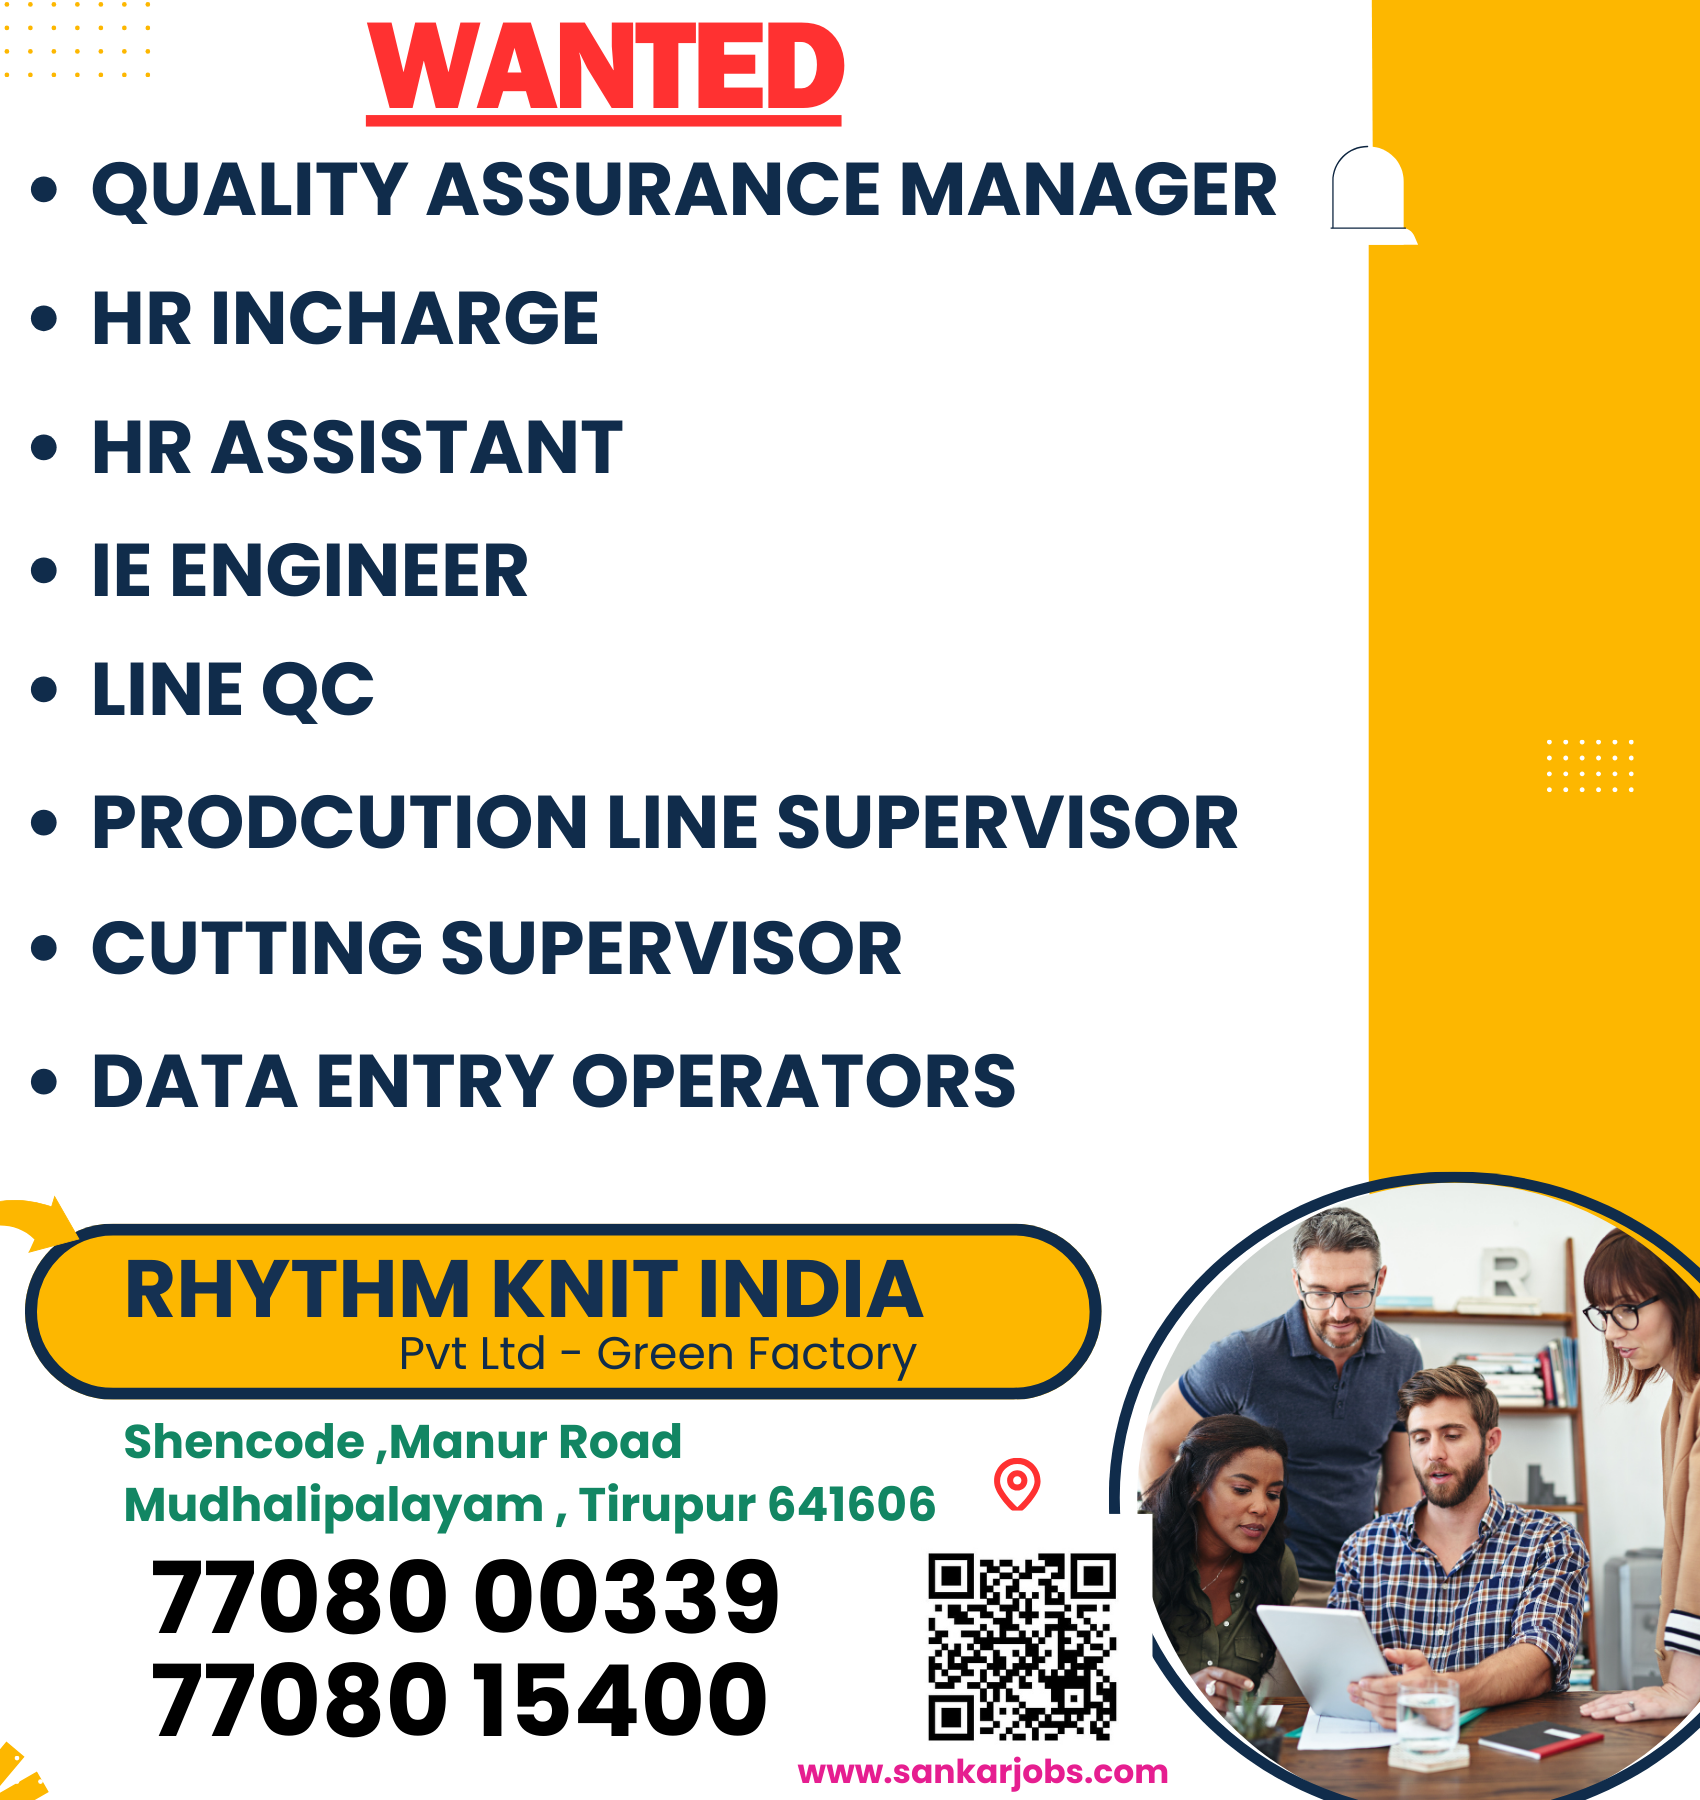 WANTED
• QUALITY ASSURANCE MANAGER
• HR INCHARGE
• HR ASSISTANT
• IE ENGINEER
• LINE QC
• PRODCUTION LINE SUPERVISOR
• CUTTING SUPERVISOR
• DATA ENTRY OPERATORS
RHYTHM KNIT INDIA
Pvt Ltd - Green Factory
Shencode ,Manur Road
Mudhalipalayam , Tirupur 641606
77080 00339
77080 15400
www.sankarjobs.com
R